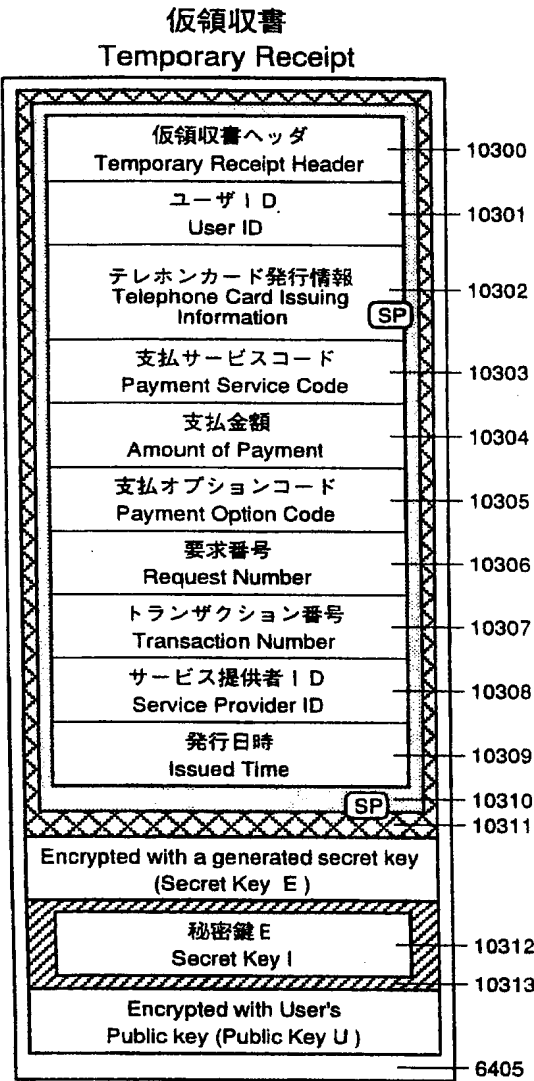 仮領収書
Temporary Receipt
仮領収書ヘッダ
Temporary Receipt Header
10300
ユーザID
User ID
10301
テレホンカード発行情報
Telephone Card Issuing
Information
SP
10302
支払サービスコード
Payment Service Code
10303
支払金額
Amount of Payment
10304
支払オプションコード
Payment Option Code
10305
要求番号
Request Number
10306
トランザクション番号
Transaction Number
10307
サービス提供者ID
Service Provider ID
10308
発行日時
Issued Time
10309
SP
10310
10311
Encrypted with a generated secret key
(Secret Key E)
秘密鍵E
Secret Key I
10312
10313
Encrypted with User's
Public key (Public Key U)
6405